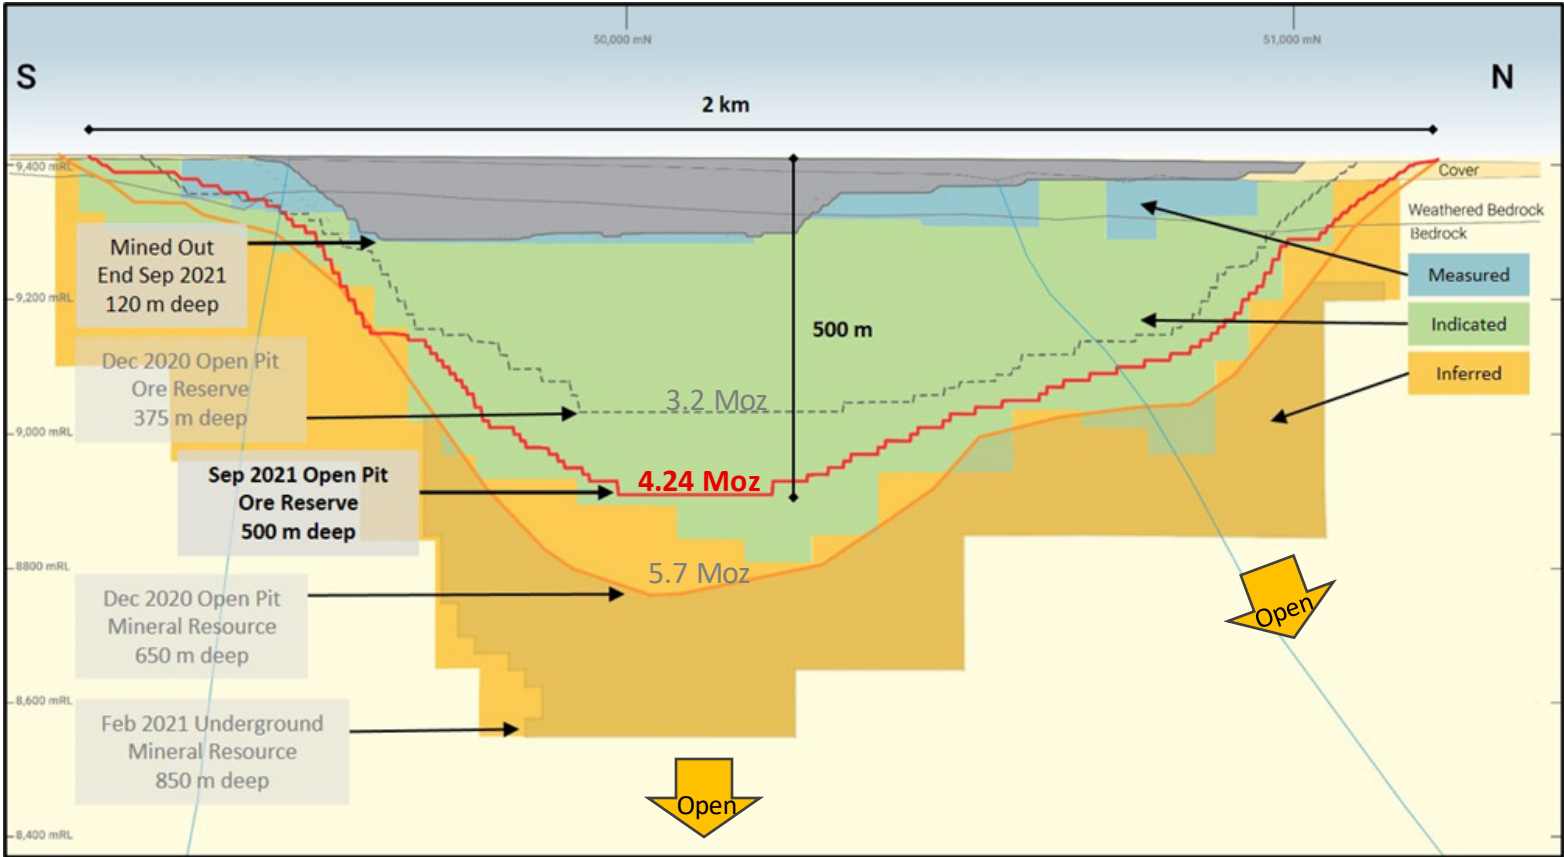 50,000 mN
51,000 mN
S
N
2 km
9,400 mRL
Cover
Weathered Bedrock
Bedrock
Mined Out
End Sep 2021
120 m deep
Measured
9,200 mRL
500 m
Indicated
Dec 2020 Open Pit
Ore Reserve
375 m deep
Inferred
3.2 Moz
9,000 mRL
Sep 2021 Open Pit
Ore Reserve
500 m deep
4.24 Moz
8800 mRL
5.7 Moz
Dec 2020 Open Pit
Mineral Resource
650 m deep
Open
8,600 mRL
Feb 2021 Underground
Mineral Resource
850 m deep
Open
8,400 mRL